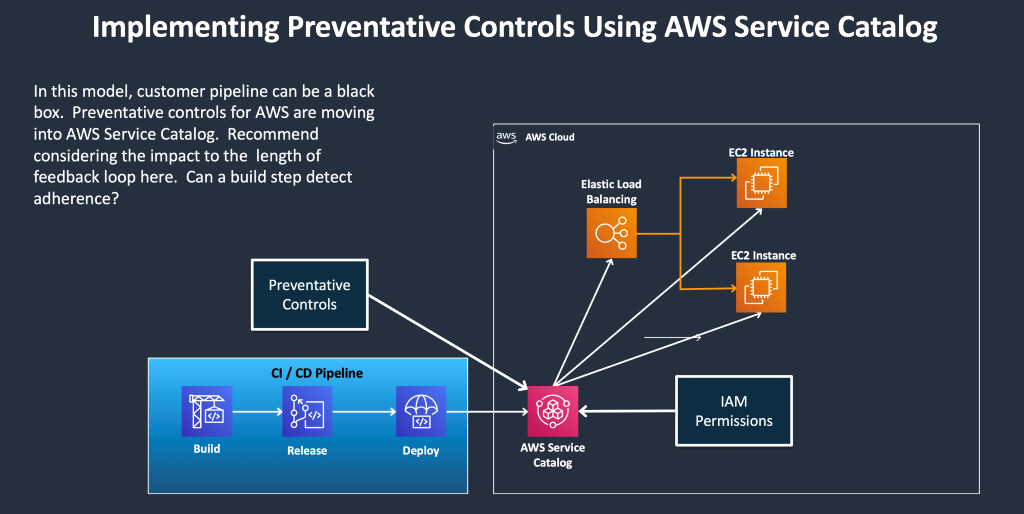 Implementing Preventative Controls Using AWS Service Catalog
In this model, customer pipeline can be a black
box.  Preventative controls for AWS are moving
into AWS Service Catalog.  Recommend
considering the impact to the  length of
feedback loop here.  Can a build step detect
adherence?
aws
AWS Cloud
EC2 Instance
Elastic Load
Balancing
EC2 Instance
Preventative
Controls
CI / CD Pipeline
Build
Release
Deploy
AWS Service
Catalog
IAM
Permissions